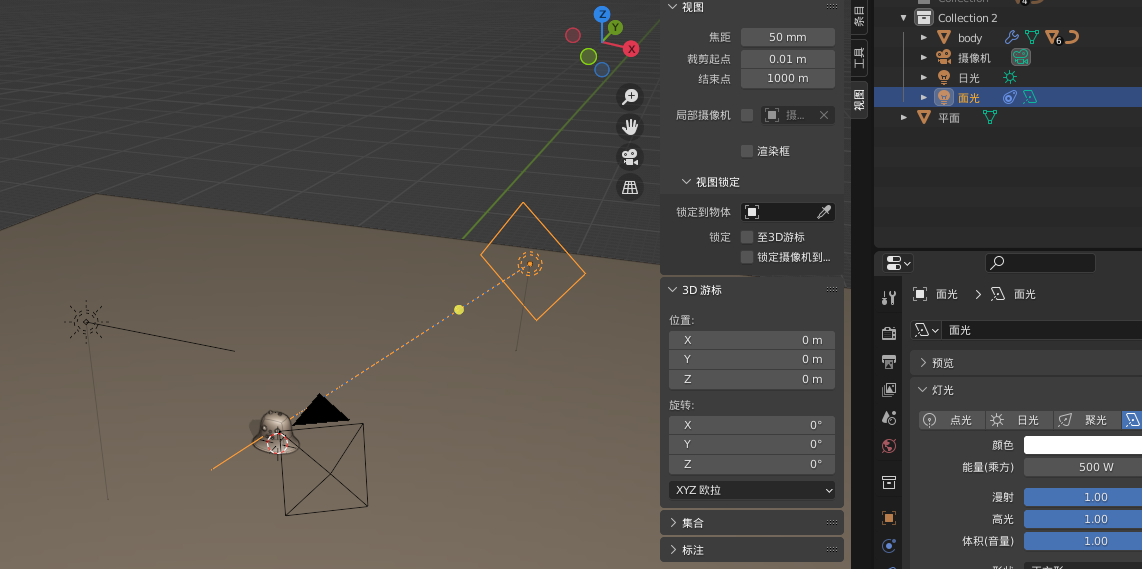 Z
Y
X
视图
焦距
50 mm
裁剪起点
0.01 m
结束点
1000 m
局部摄像机
摄...
渲染框
视图锁定
锁定到物体
锁定
至3D游标
锁定摄像机到...
3D 游标
位置:
X 0 m
Y 0 m
Z 0 m
旋转:
X 0°
Y 0°
Z 0°
XYZ 欧拉
集合
标注
条目
工具
视图
Collection
4
Collection 2
body
6
摄像机
日光
面光
平面
面光
面光
面光
预览
灯光
点光
日光
聚光
颜色
能量(乘方)
500 W
漫射
1.00
高光
1.00
体积(音量)
1.00